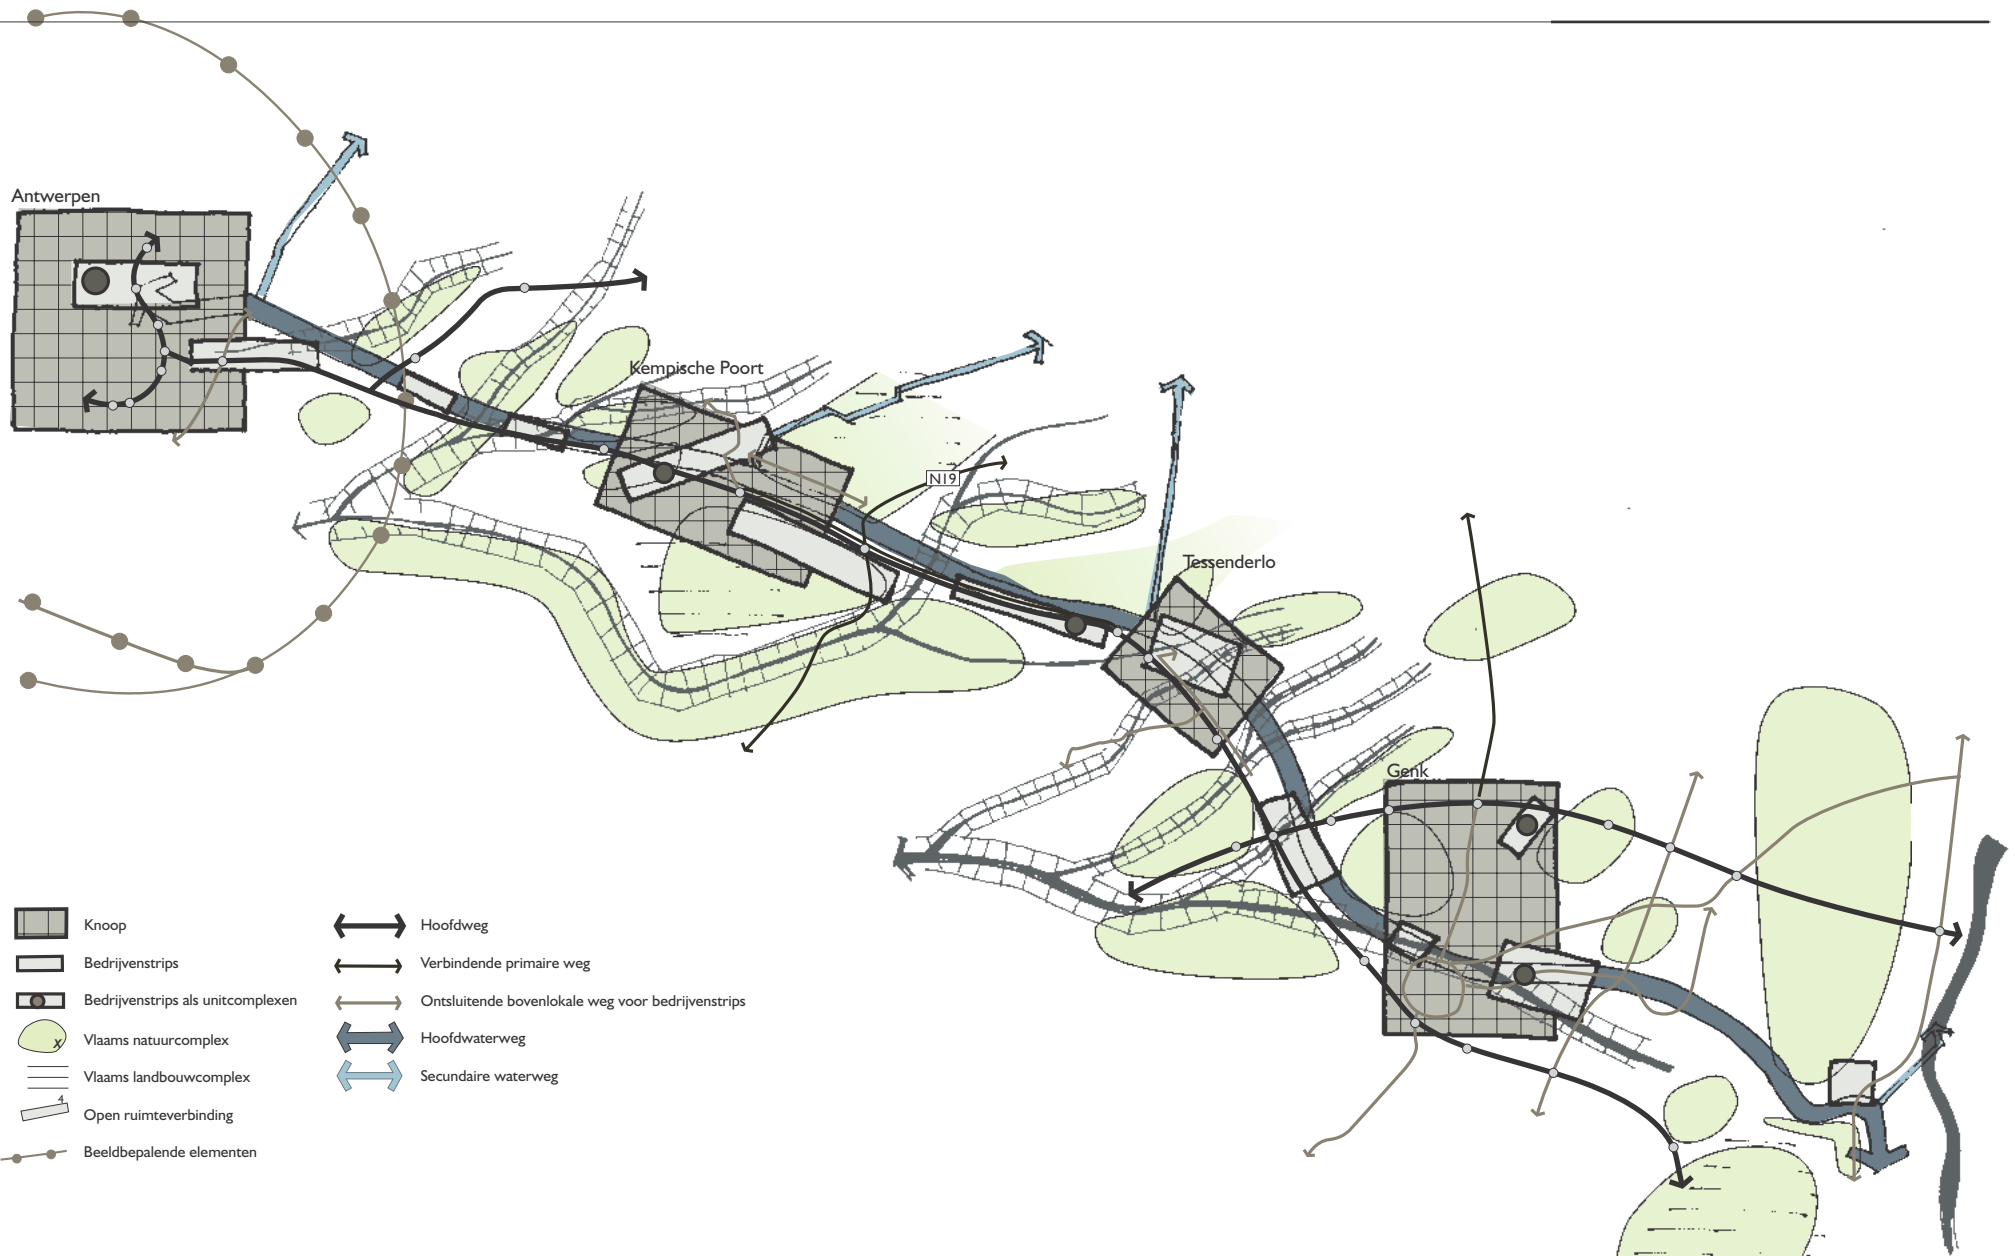 Antwerpen
Kempische Poort
N19
Tessenderlo
Genk
Knoop
Bedrijvenstrips
Bedrijvenstrips als unitcomplexen
x
Vlaams natuurcomplex
Vlaams landbouwcomplex
4
Open ruimteverbinding
Beeldbepalende elementen
Hoofdweg
Verbindende primaire weg
Ontsluitende bovenlokale weg voor bedrijvenstrips
Hoofdwaterweg
Secundaire waterweg